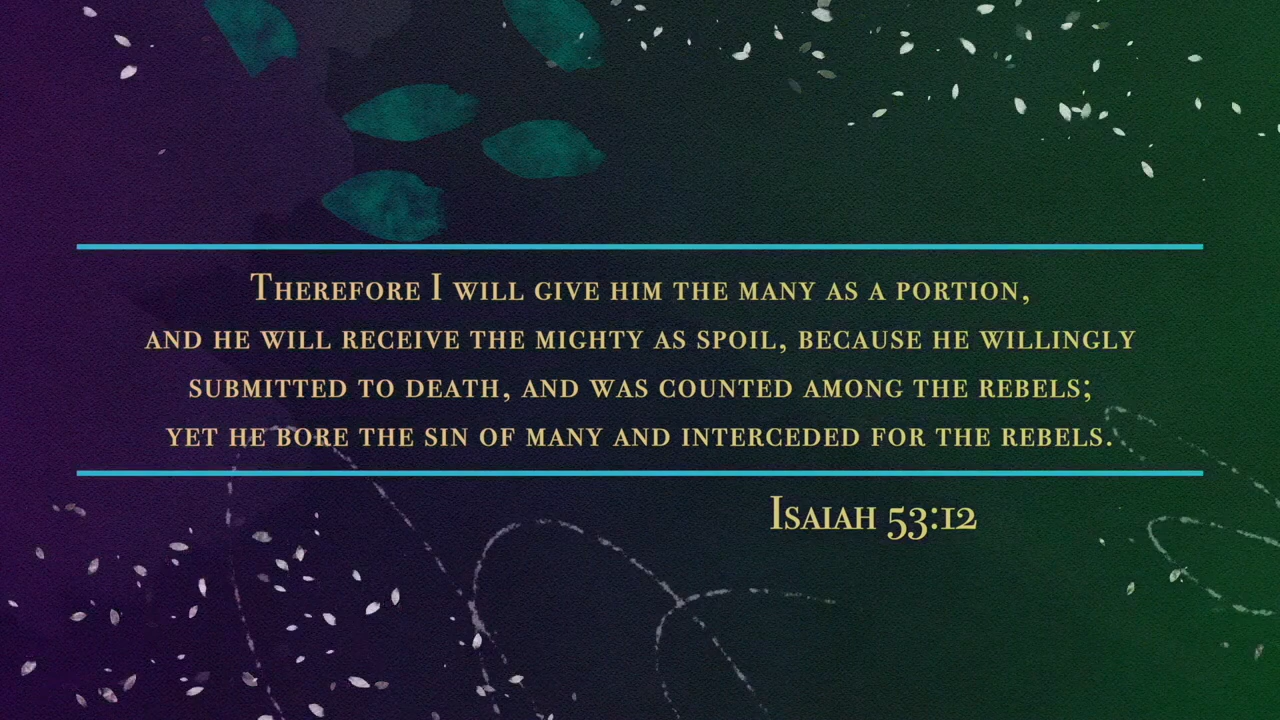 Therefore I will give him the many as a portion,
and he will receive the mighty as spoil, because he willingly
submitted to death, and was counted among the rebels;
yet he bore the sin of many and interceded for the rebels.
Isaiah 53:12